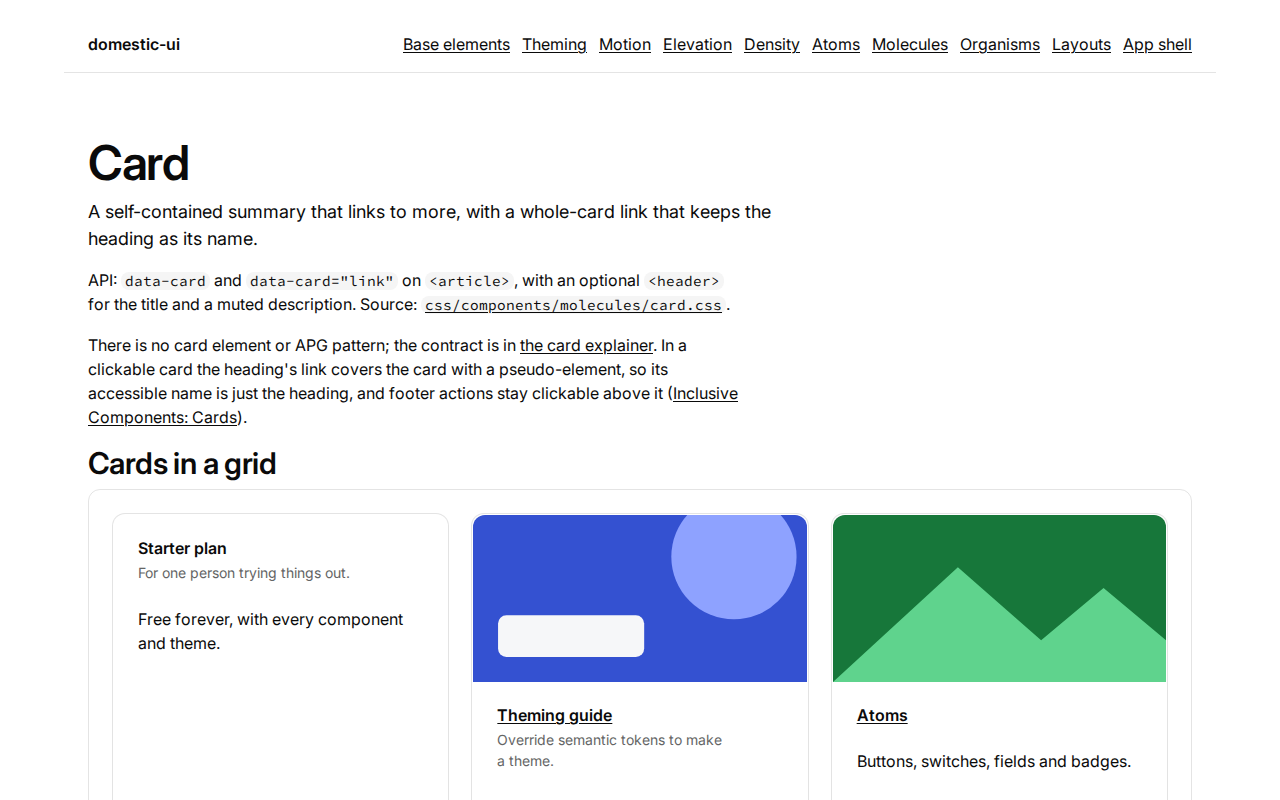 domestic-ui
Base elements Theming Motion Elevation Density Atoms Molecules Organisms Layouts App shell
Card
A self-contained summary that links to more, with a whole-card link that keeps the
heading as its name.
API: data-card and data-card="link" on <article>, with an optional <header>
for the title and a muted description. Source: css/components/molecules/card.css.
There is no card element or APG pattern; the contract is in the card explainer. In a
clickable card the heading's link covers the card with a pseudo-element, so its
accessible name is just the heading, and footer actions stay clickable above it (Inclusive
Components: Cards).
Cards in a grid
Starter plan
For one person trying things out.
Free forever, with every component
and theme.
Theming guide
Override semantic tokens to make
a theme.
Atoms
Buttons, switches, fields and badges.